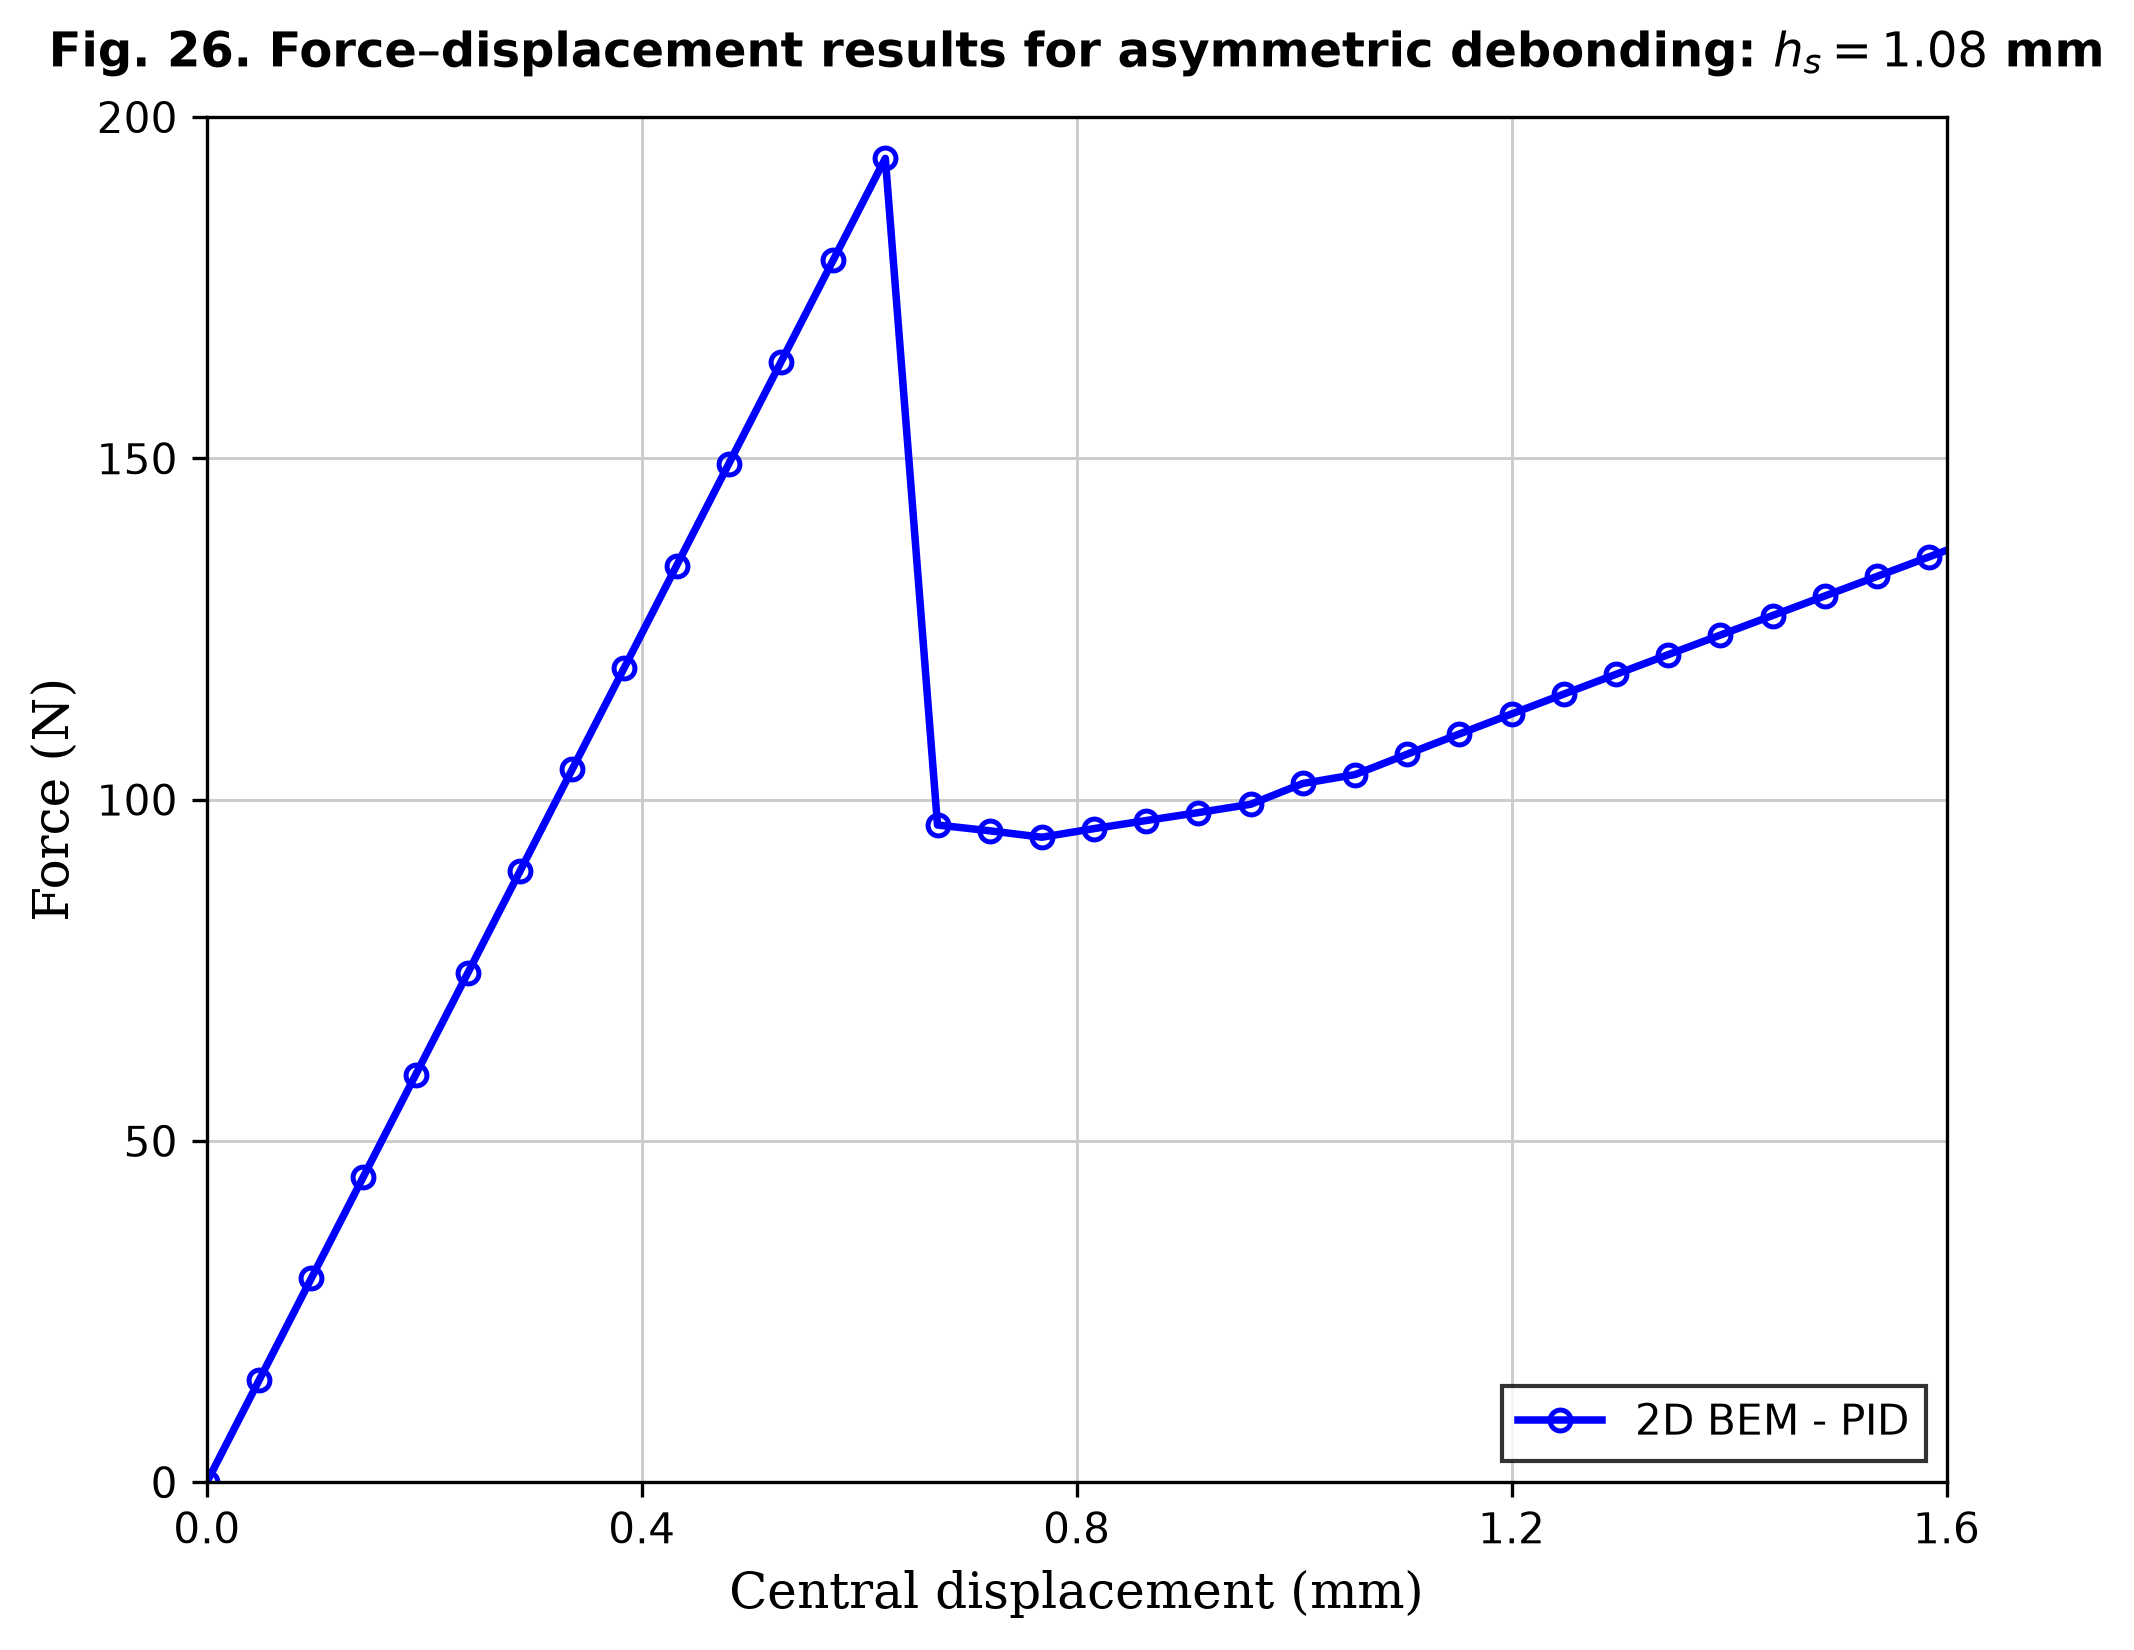 Fig. 26. Force–displacement results for asymmetric debonding: hₛ = 1.08 mm
200
150
100
50
0
Force (N)
0.0 0.4 0.8 1.2 1.6
Central displacement (mm)
2D BEM - PID